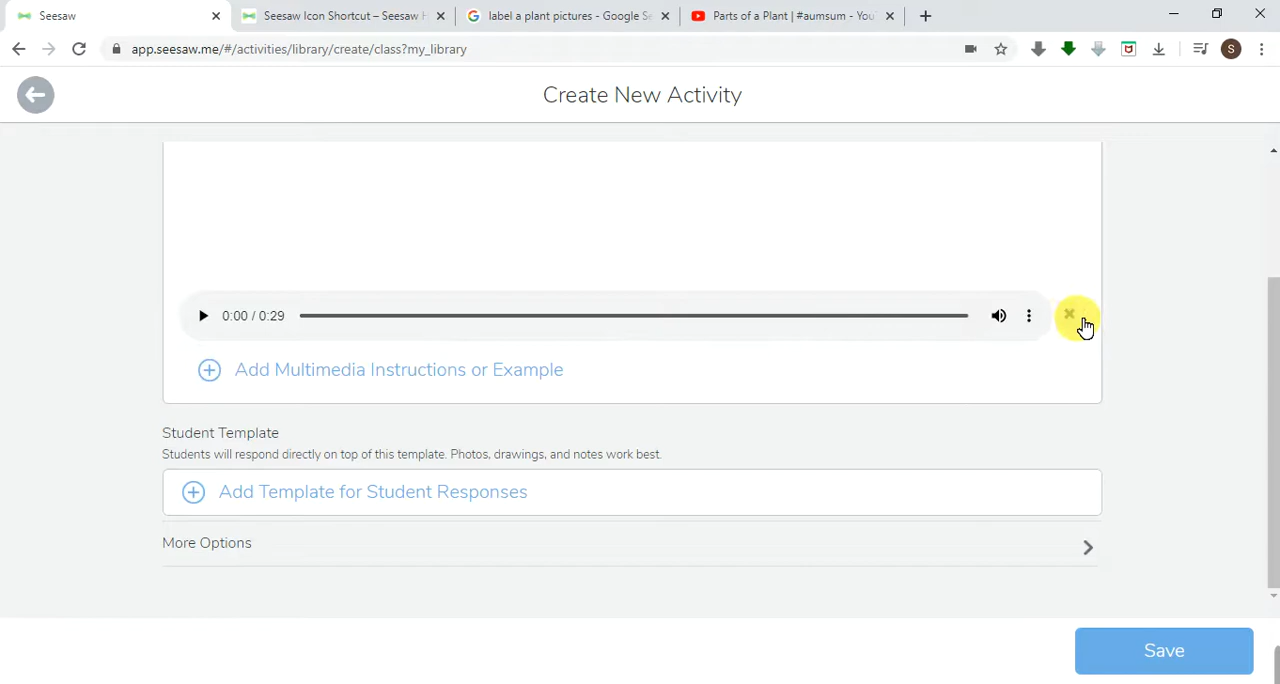 Seesaw
Seesaw Icon Shortcut – Seesaw H
label a plant pictures - Google Se
Parts of a Plant | #aumsum - You
app.seesaw.me/#/activities/library/create/class?my_library
S
Create New Activity
0:00 / 0:29
Add Multimedia Instructions or Example
Student Template
Students will respond directly on top of this template. Photos, drawings, and notes work best.
Add Template for Student Responses
More Options
Save